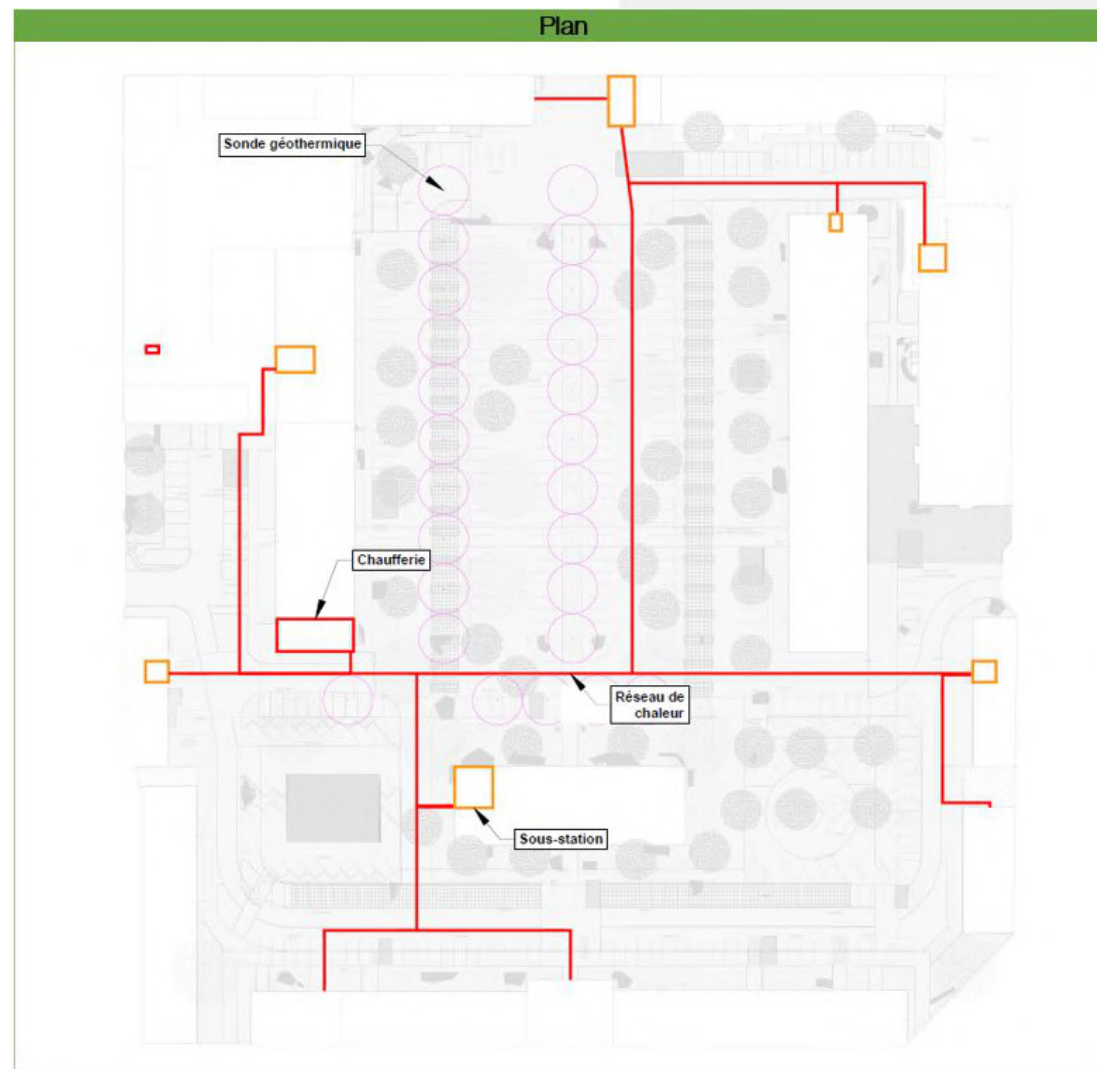 Plan
Sonde géothermique
Chaufferie
Réseau de
chaleur
Sous-station